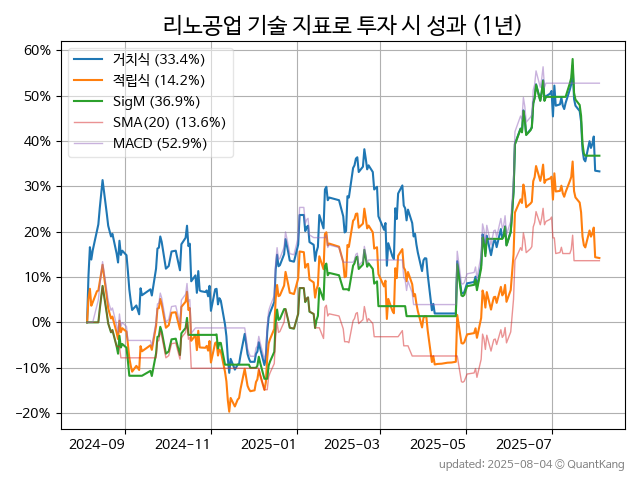 리노공업 기술 지표로 투자 시 성과 (1년)
거치식 (33.4%)
적립식 (14.2%)
SigM (36.9%)
SMA(20) (13.6%)
MACD (52.9%)
60%
50%
40%
30%
20%
10%
0%
−10%
−20%
2024−09
2024−11
2025−01
2025−03
2025−05
2025−07
updated: 2025-08-04 © QuantKang